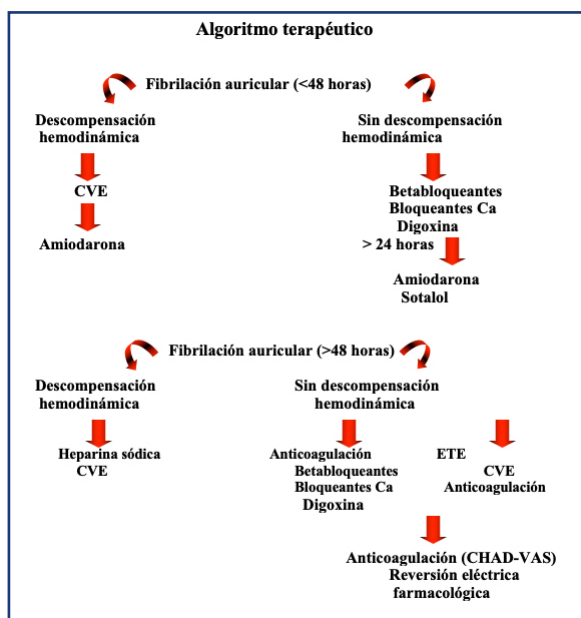 Algoritmo terapéutico
Fibrilación auricular (<48 horas)
Descompensación
hemodinámica
CVE
Amiodarona
Sin descompensación
hemodinámica
Betabloqueantes
Bloqueantes Ca
Digoxina
> 24 horas
Amiodarona
Sotalol
Fibrilación auricular (>48 horas)
Descompensación
hemodinámica
Heparina sódica
CVE
Sin descompensación
hemodinámica
Anticoagulación
Betabloqueantes
Bloqueantes Ca
Digoxina
ETE
CVE
Anticoagulación
Anticoagulación (CHAD-VAS)
Reversión eléctrica
farmacológica